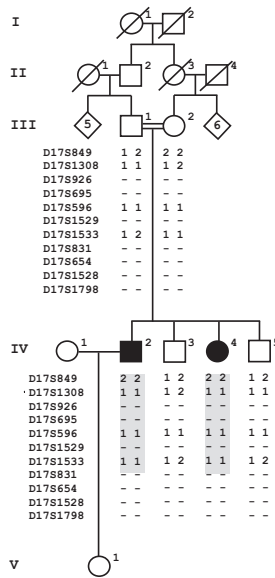 I 1 2
II 1 2 3 4
III 5 1 2 6
D17S849 1 2 2 2
D17S1308 1 1 1 2
D17S926 - - - -
D17S695 - - - -
D17S596 1 1 1 1
D17S1529 - - - -
D17S1533 1 2 1 1
D17S831 - - - -
D17S654 - - - -
D17S1528 - - - -
D17S1798 - - - -
IV 1 2 3 4 5
D17S849 2 2 1 2 2 2 1 2
D17S1308 1 1 1 2 1 1 1 1
D17S926 - - - - - - - -
D17S695 - - - - - - - -
D17S596 1 1 1 1 1 1 1 1
D17S1529 - - - - - - - -
D17S1533 1 1 1 2 1 1 1 2
D17S831 - - - - - - - -
D17S654 - - - - - - - -
D17S1528 - - - - - - - -
D17S1798 - - - - - - - -
V 1